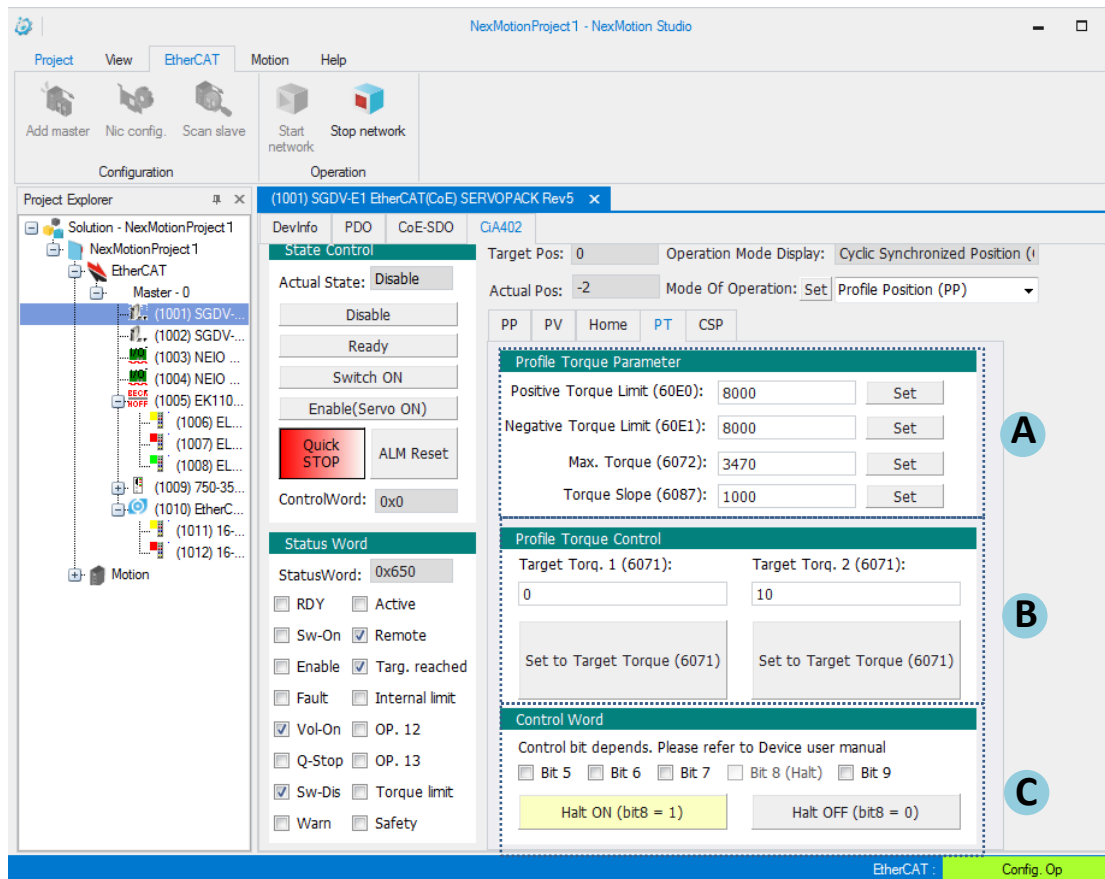 NexMotionProject1 - NexMotion Studio
Project View EtherCAT Motion Help
Add master Nic config. Scan slave Start network Stop network
Configuration Operation
Project Explorer
Solution - NexMotionProject1
NexMotionProject1
EtherCAT
Master - 0
(1001) SGDV-...
(1002) SGDV-...
(1003) NEIO ...
(1004) NEIO ...
(1005) EK110...
(1006) EL...
(1007) EL...
(1008) EL...
(1009) 750-35...
(1010) EtherC...
(1011) 16-...
(1012) 16-...
Motion
(1001) SGDV-E1 EtherCAT(CoE) SERVOPACK Rev5
DevInfo PDO CoE-SDO CiA402
State Control
Actual State: Disable
Disable
Ready
Switch ON
Enable(Servo ON)
Quick STOP
ALM Reset
ControlWord: 0x0
Status Word
StatusWord: 0x650
RDY Active
Sw-On Remote
Enable Targ. reached
Fault Internal limit
Vol-On OP. 12
Q-Stop OP. 13
Sw-Dis Torque limit
Warn Safety
Target Pos: 0 Operation Mode Display: Cyclic Synchronized Position (
Actual Pos: -2 Mode Of Operation: Set Profile Position (PP)
PP PV Home PT CSP
Profile Torque Parameter
Positive Torque Limit (60E0): 8000 Set
Negative Torque Limit (60E1): 8000 Set
Max. Torque (6072): 3470 Set
Torque Slope (6087): 1000 Set
A
Profile Torque Control
Target Torq. 1 (6071): Target Torq. 2 (6071):
0 10
Set to Target Torque (6071) Set to Target Torque (6071)
B
Control Word
Control bit depends. Please refer to Device user manual
Bit 5 Bit 6 Bit 7 Bit 8 (Halt) Bit 9
Halt ON (bit8 = 1) Halt OFF (bit8 = 0)
C
EtherCAT : Config. Op